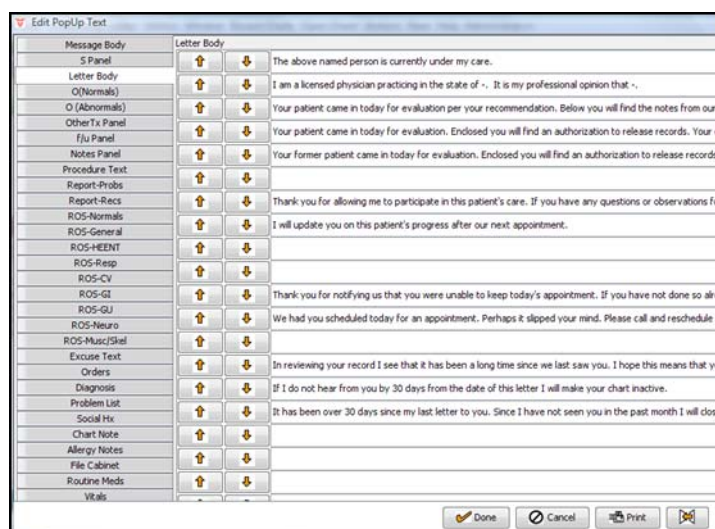 Edit PopUp Text
Message Body
S Panel
Letter Body
O(Normals)
O (Abnormals)
OtherTx Panel
f/u Panel
Notes Panel
Procedure Text
Report-Probs
Report-Recs
ROS-Normals
ROS-General
ROS-HEENT
ROS-Resp
ROS-CV
ROS-GI
ROS-GU
ROS-Neuro
ROS-Musc/Skel
Excuse Text
Orders
Diagnosis
Problem List
Social Hx
Chart Note
Allergy Notes
File Cabinet
Routine Meds
Vitals
Letter Body
The above named person is currently under my care.
I am a licensed physician practicing in the state of -. It is my professional opinion that -.
Your patient came in today for evaluation per your recommendation. Below you will find the notes from our
Your patient came in today for evaluation. Enclosed you will find an authorization to release records. Your
Your former patient came in today for evaluation. Enclosed you will find an authorization to release records
Thank you for allowing me to participate in this patient's care. If you have any questions or observations
I will update you on this patient's progress after our next appointment.
Thank you for notifying us that you were unable to keep today's appointment. If you have not done so
We had you scheduled today for an appointment. Perhaps it slipped your mind. Please call and reschedule
In reviewing your record I see that it has been a long time since we last saw you. I hope this means that
If I do not hear from you by 30 days from the date of this letter I will make your chart inactive.
It has been over 30 days since my last letter to you. Since I have not seen you in the past month I will
Done Cancel Print